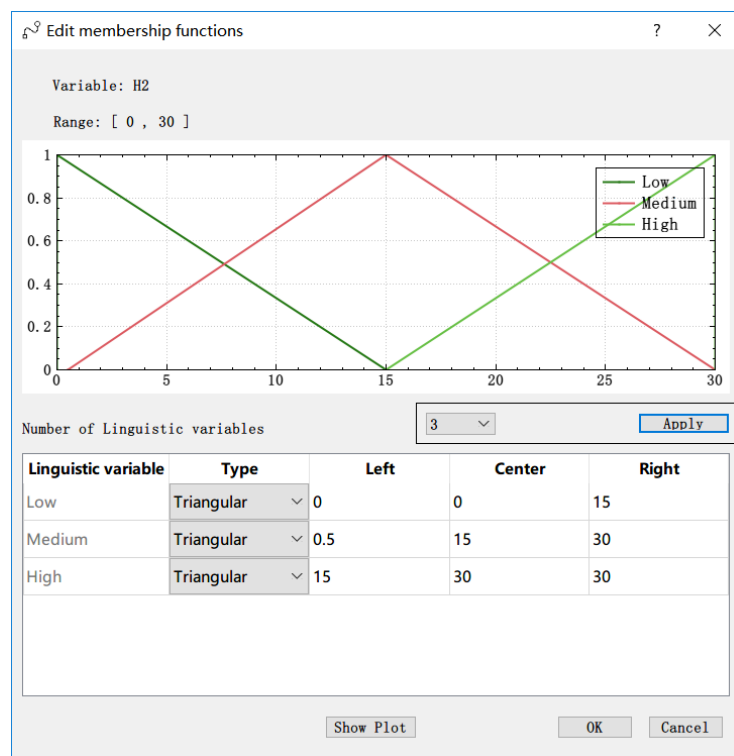 Edit membership functions ? ×
Variable: H2
Range: [ 0 , 30 ]
1
0.8
0.6
0.4
0.2
0
0 5 10 15 20 25 30
Low
Medium
High
Number of Linguistic variables 3 Apply
Linguistic variable Type Left Center Right
Low Triangular 0 0 15
Medium Triangular 0.5 15 30
High Triangular 15 30 30
Show Plot OK Cancel